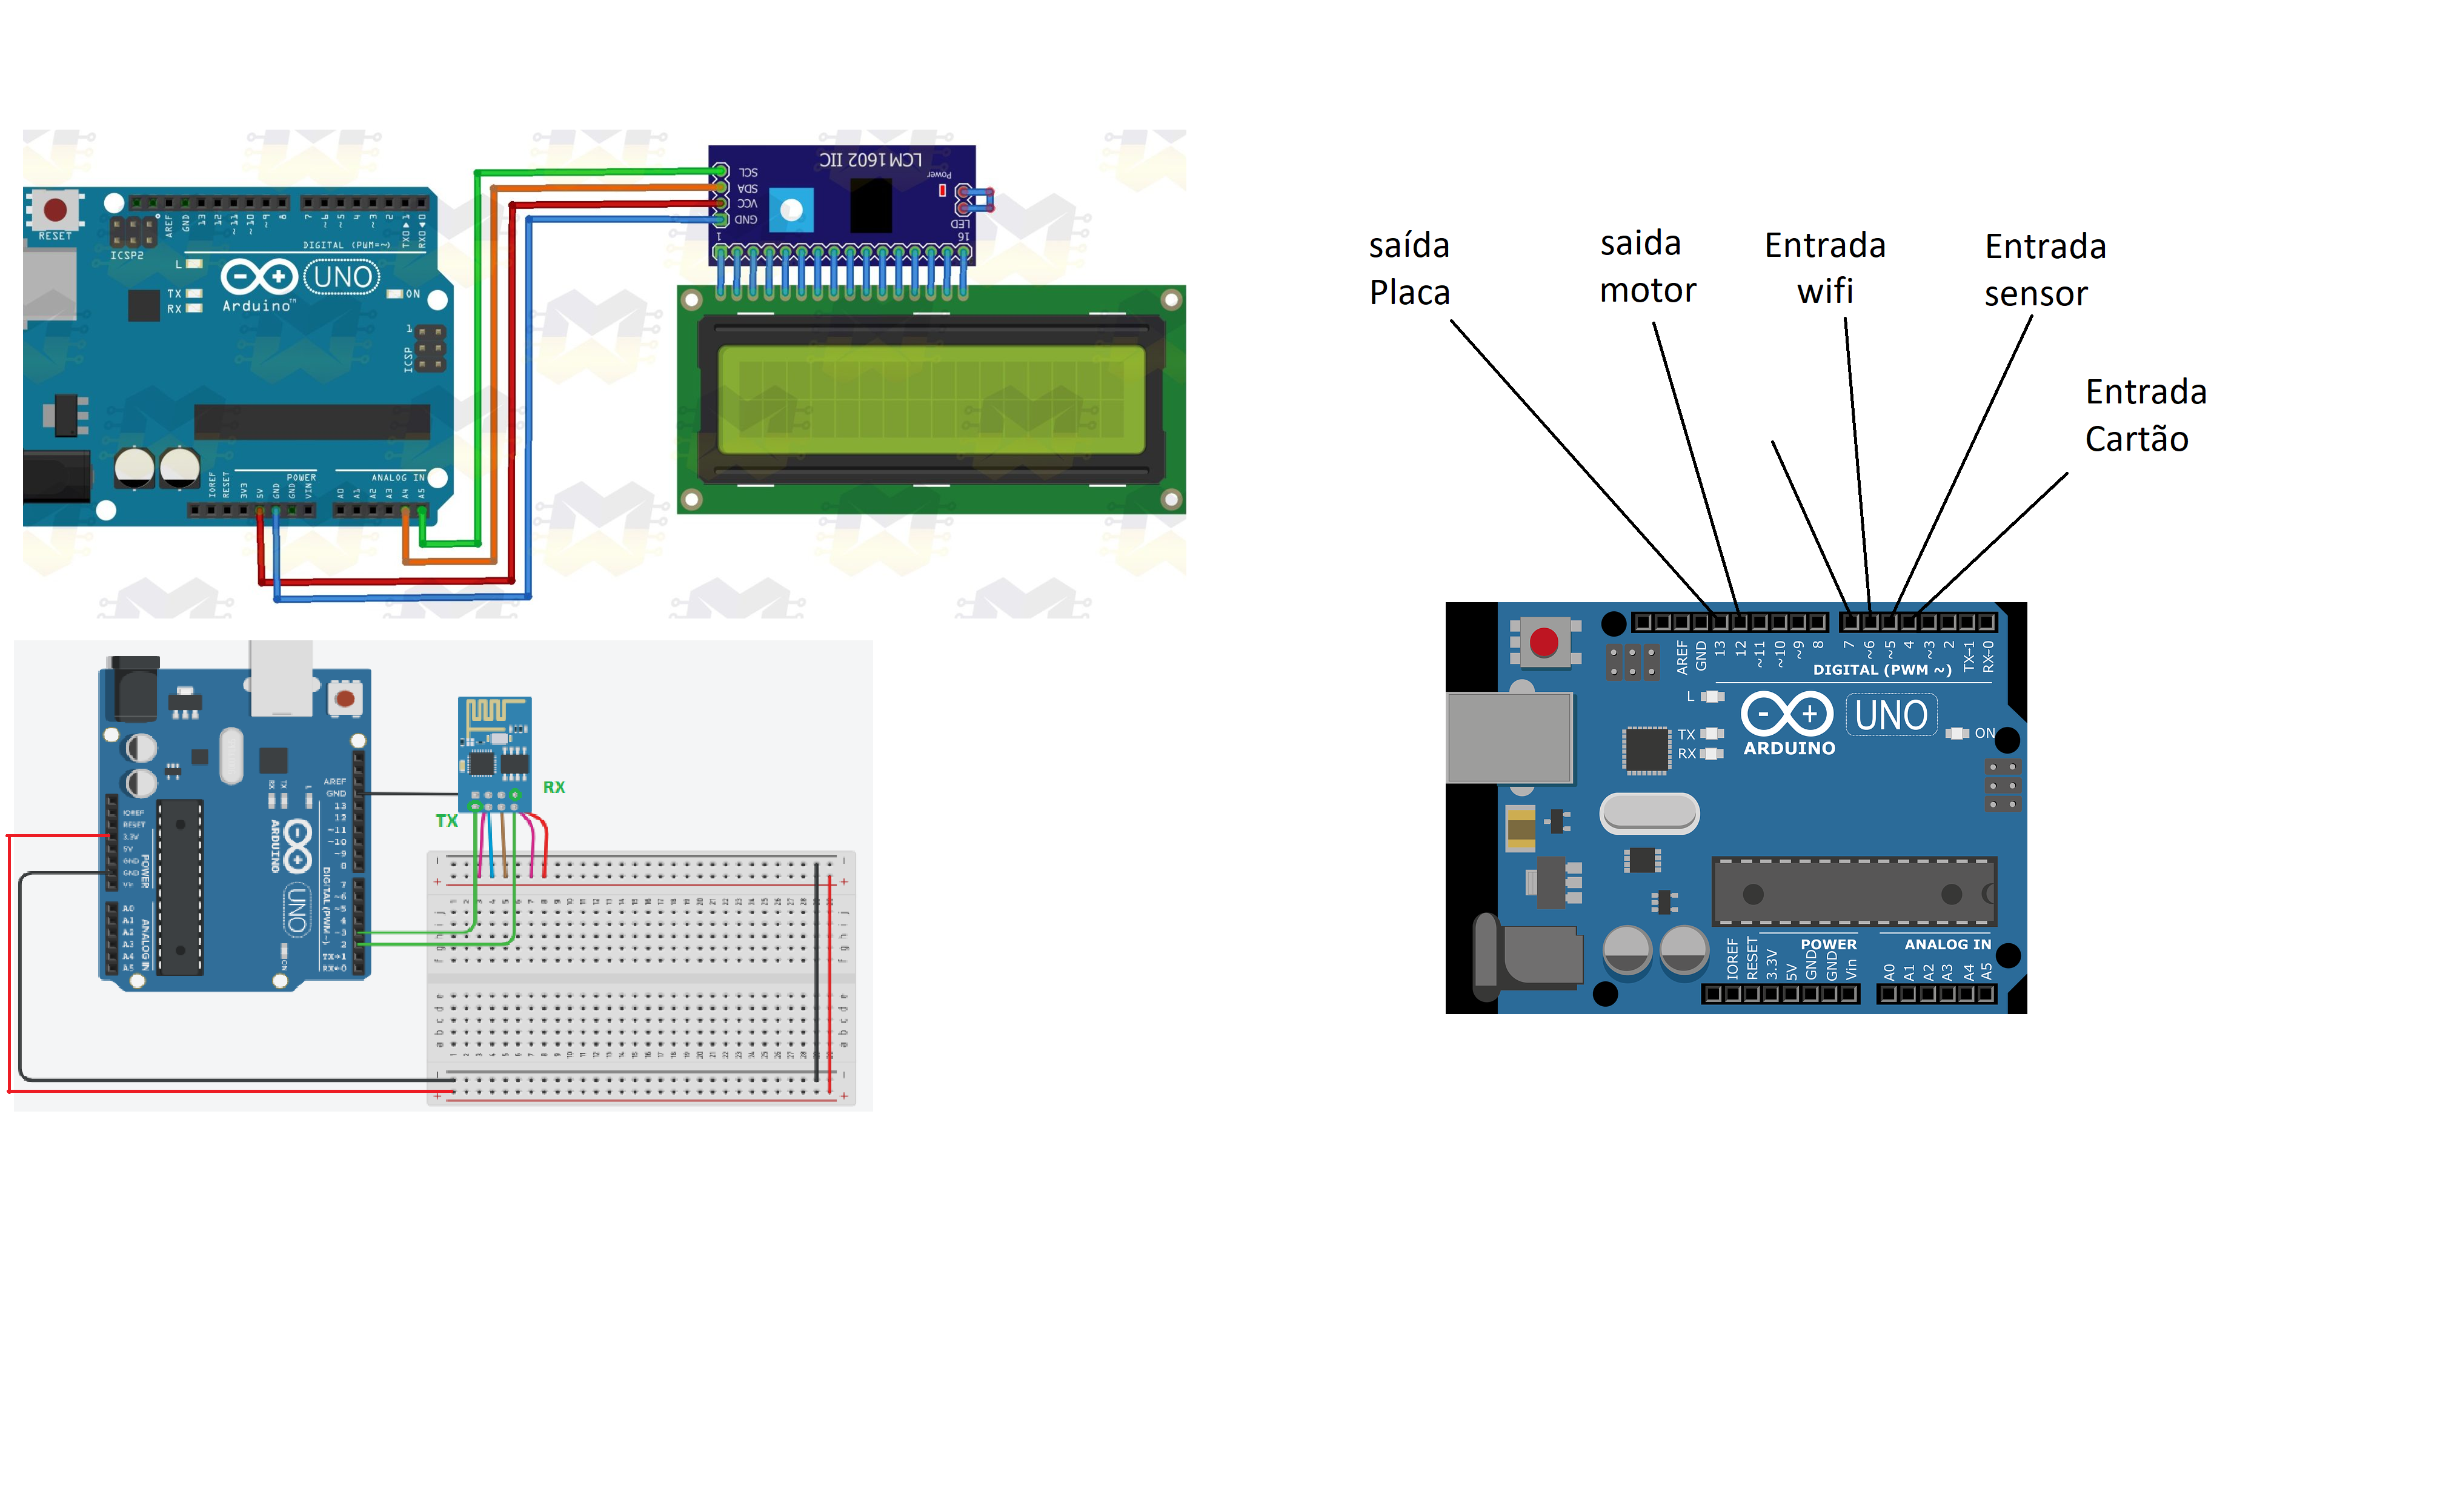 LCM1602 IIC
SCL
SDA
VCC
GND
Power
LED
1
16
RESET
ICSP2
AREF
GND
13
12
~11
~10
~9
8
7
~6
~5
4
~3
2
TX0▶1
RX0◀0
DIGITAL (PWM=~)
L
TX
RX
UNO
Arduino™
ON
1
ICSP
POWER
ANALOG IN
IOREF
RESET
3V3
5V
GND
GND
VIN
A0
A1
A2
A3
A4
A5
saída
Placa
saida
motor
Entrada
wifi
Entrada
sensor
Entrada
Cartão
AREF
GND
13
12
~11
~10
~9
8
7
~6
~5
4
~3
2
TX-1
RX-0
DIGITAL (PWM ~)
L
TX
RX
UNO
ARDUINO
ON
POWER
ANALOG IN
IOREF
RESET
3.3V
5V
GND
GND
Vin
A0
A1
A2
A3
A4
A5
RX
TX
AREF
GND
13
12
~11
~10
~9
8
7
~6
~5
4
~3
2
TX→1
RX←0
DIGITAL (PWM~)
RX
TX
L
ARDUINO
UNO
ON
IOREF
RESET
3.3V
5V
GND
GND
Vin
POWER
A0
A1
A2
A3
A4
A5
ANALOG IN